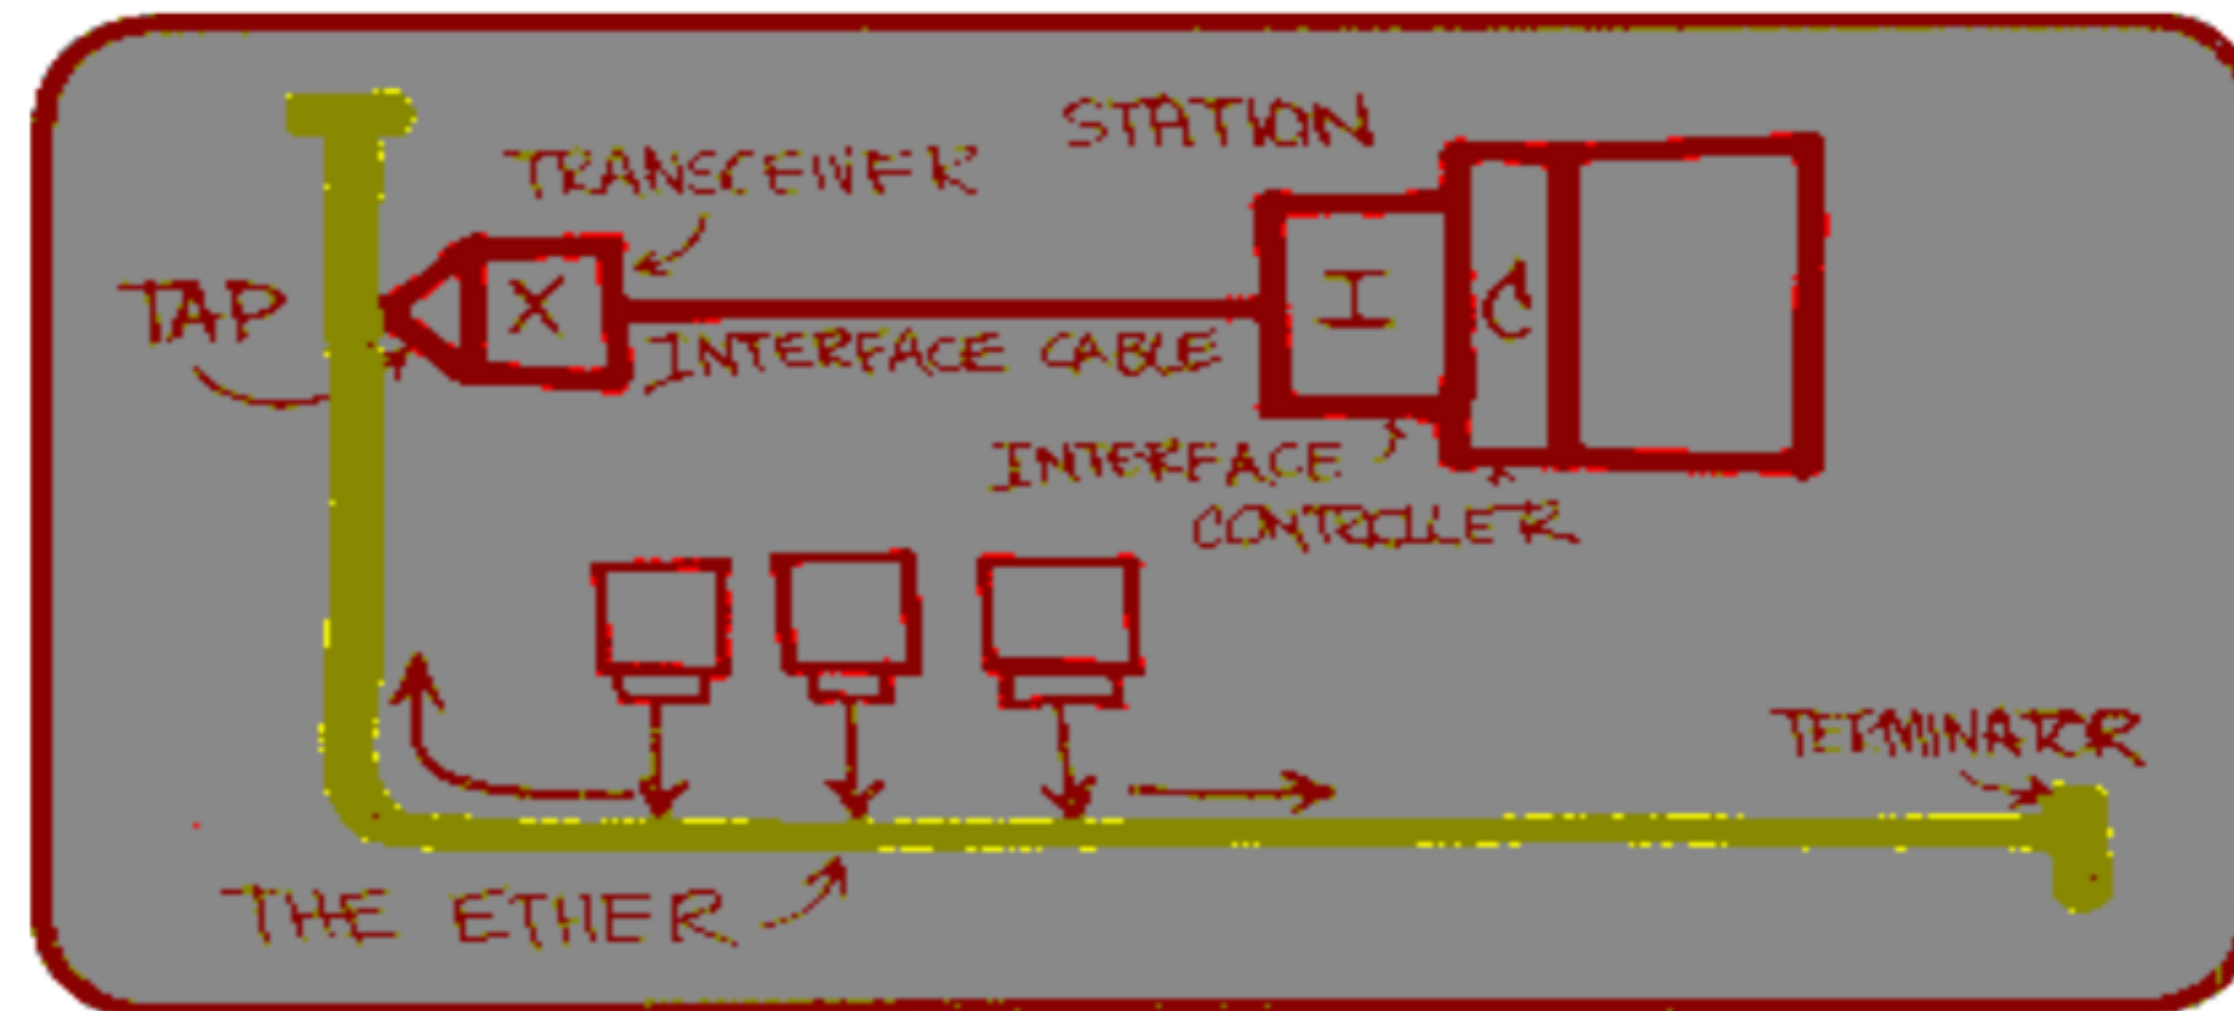 STATION
TRANSCEIVER
TAP
X
I
C
INTERFACE CABLE
INTERFACE
CONTROLLER
TERMINATOR
THE ETHER